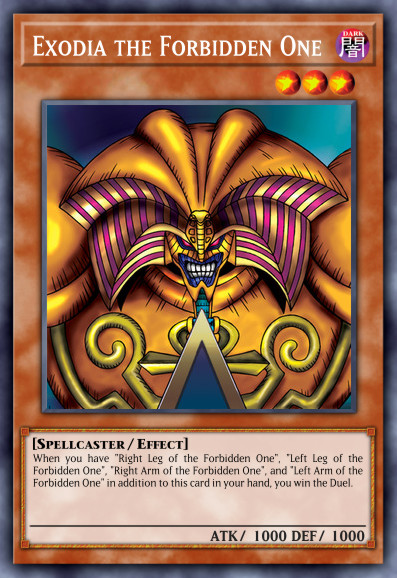 Exodia the Forbidden One
DARK
闇
[Spellcaster / Effect]
When you have "Right Leg of the Forbidden One", "Left Leg of the
Forbidden One", "Right Arm of the Forbidden One", and "Left Arm of the
Forbidden One" in addition to this card in your hand, you win the Duel.
ATK/ 1000 DEF/ 1000